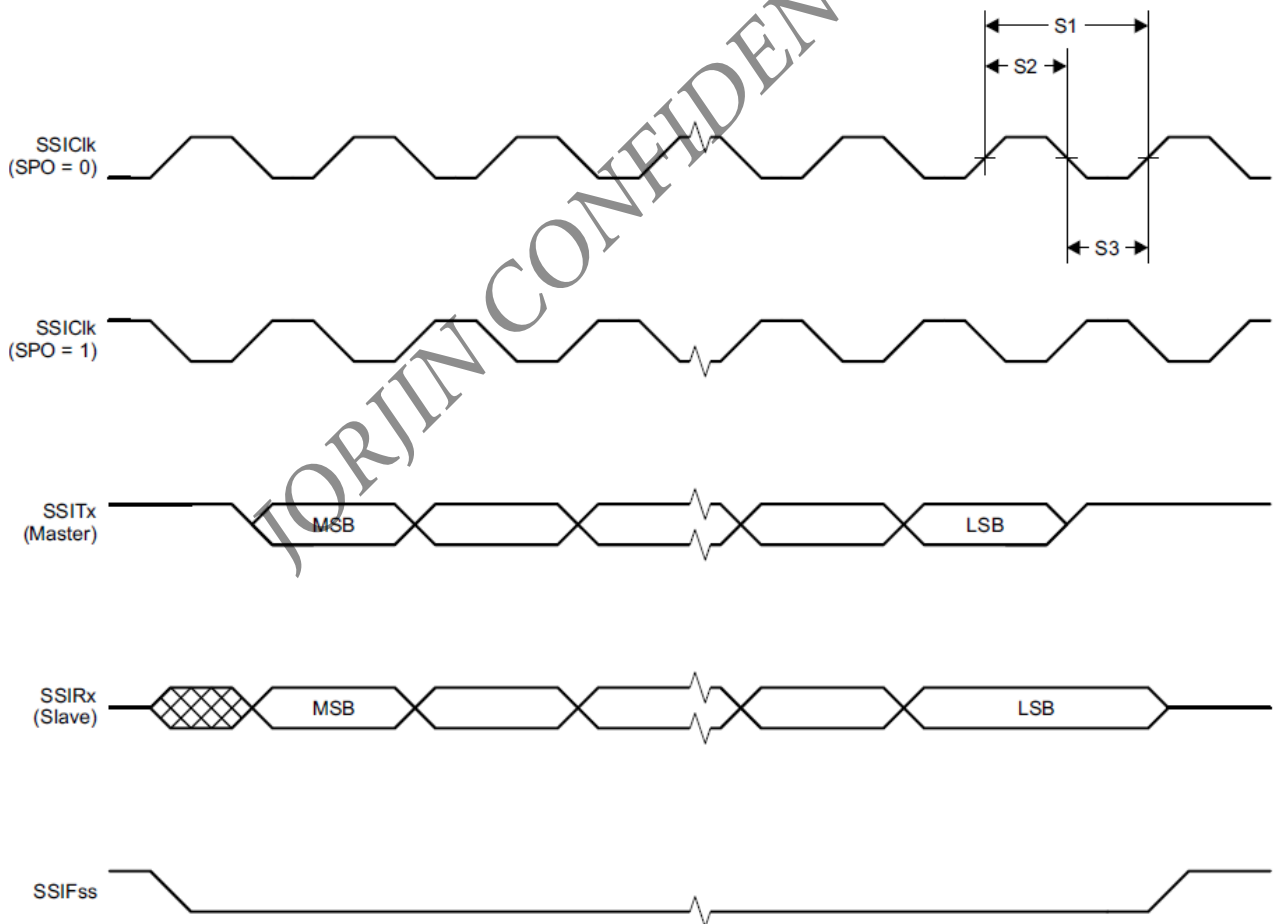 S1
S2
SSIClk
(SPO = 0)
S3
SSIClk
(SPO = 1)
SSITx
(Master)
MSB
LSB
SSIRx
(Slave)
MSB
LSB
SSIFss
JORJIN CONFIDEN